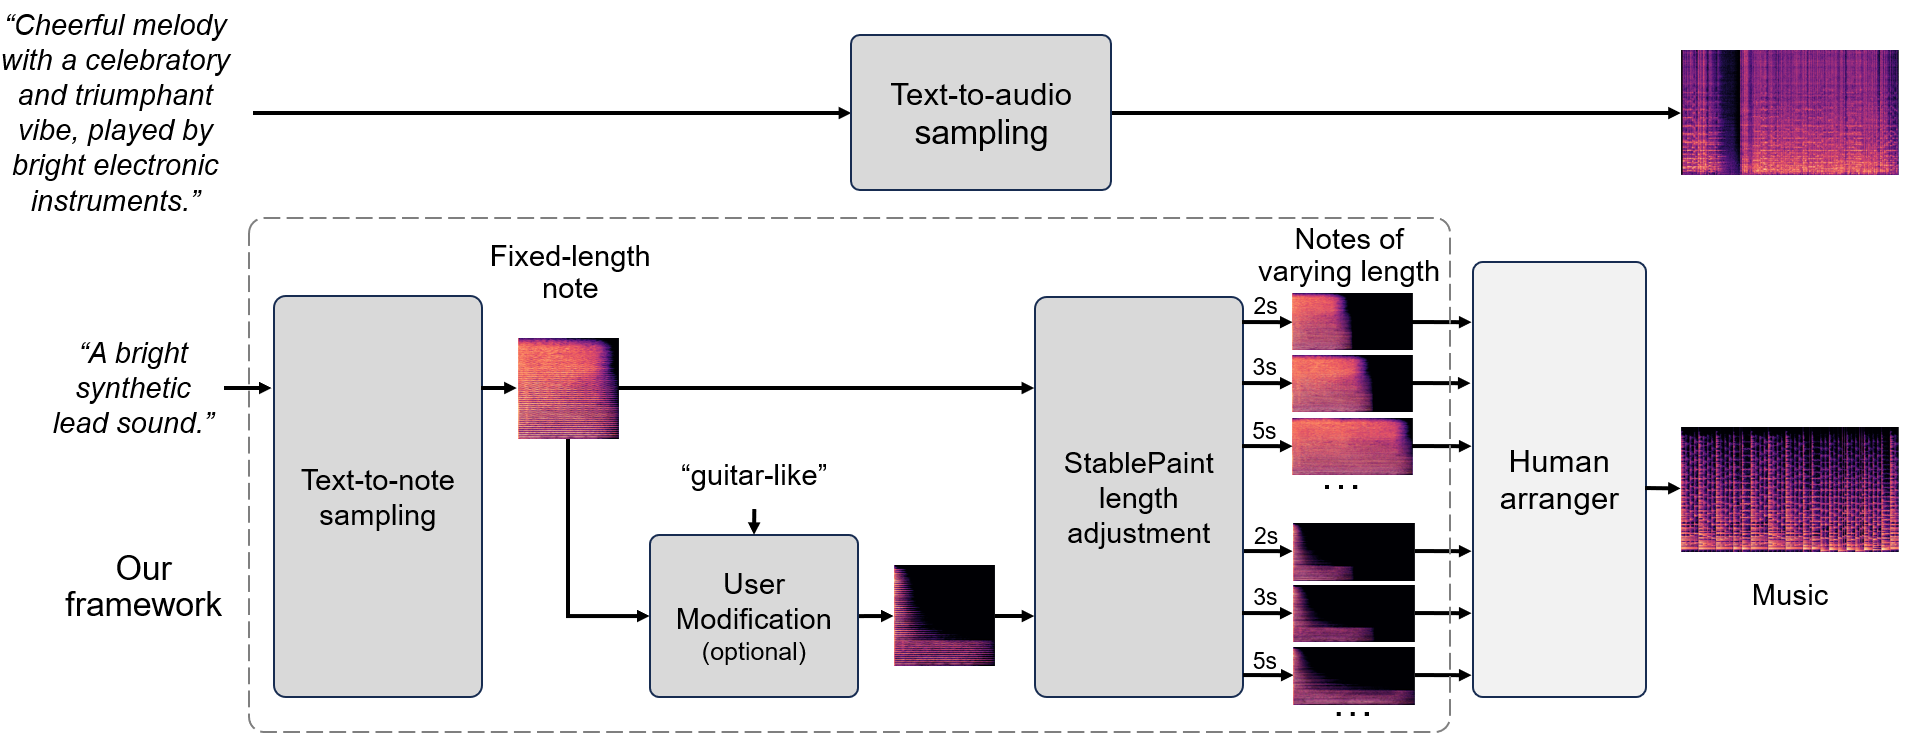 “Cheerful melody
with a celebratory
and triumphant
vibe, played by
bright electronic
instruments.”
Text-to-audio
sampling
Fixed-length
note
Notes of
varying length
“A bright
synthetic
lead sound.”
Text-to-note
sampling
Our
framework
“guitar-like”
User
Modification
(optional)
StablePaint
length
adjustment
2s
3s
5s
...
2s
3s
5s
...
Human
arranger
Music